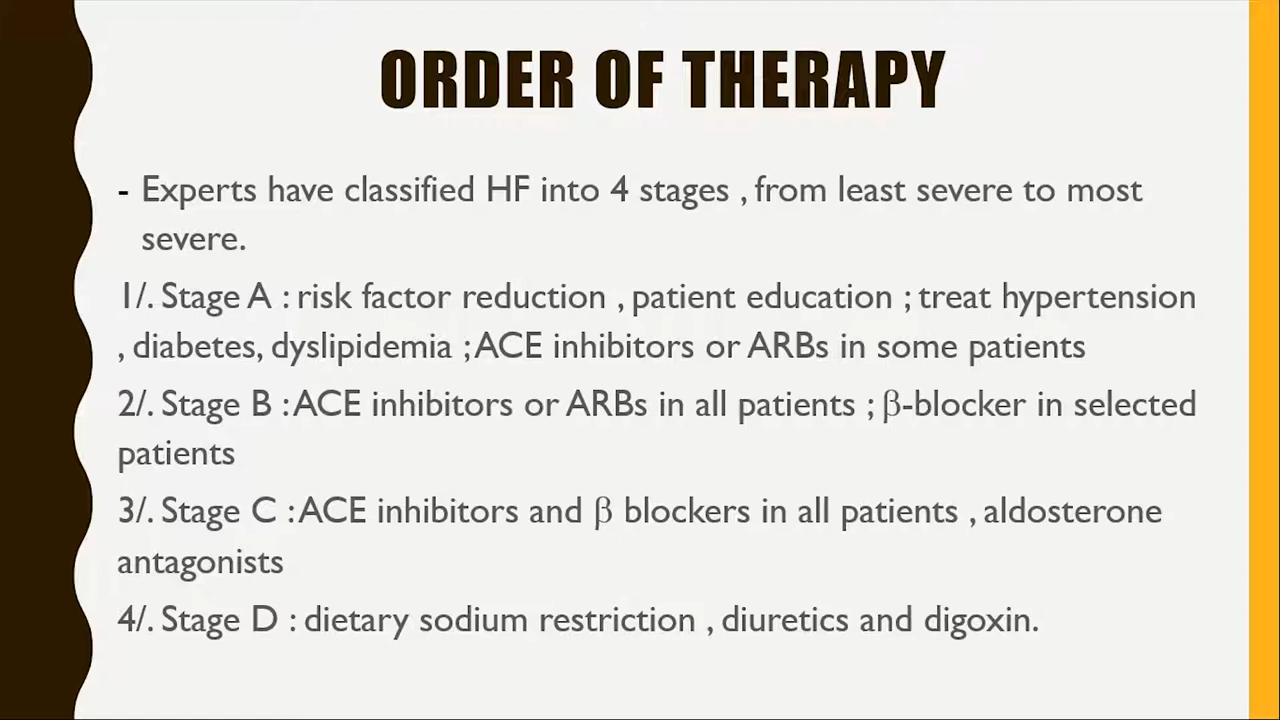 ORDER OF THERAPY
- Experts have classified HF into 4 stages , from least severe to most
severe.
1/. Stage A : risk factor reduction , patient education ; treat hypertension
, diabetes, dyslipidemia ; ACE inhibitors or ARBs in some patients
2/. Stage B : ACE inhibitors or ARBs in all patients ; β-blocker in selected
patients
3/. Stage C : ACE inhibitors and β blockers in all patients , aldosterone
antagonists
4/. Stage D : dietary sodium restriction , diuretics and digoxin.